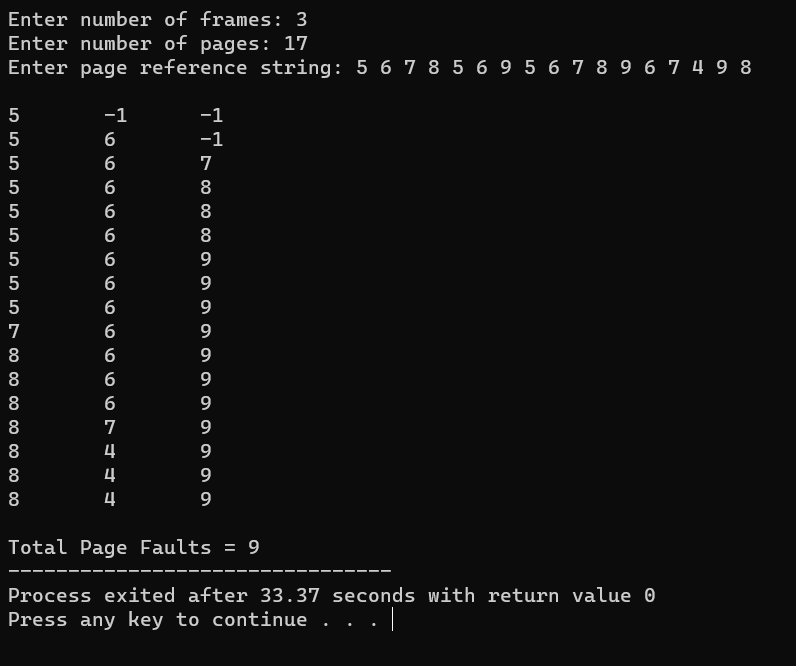 Enter number of frames: 3
Enter number of pages: 17
Enter page reference string: 5 6 7 8 5 6 9 5 6 7 8 9 6 7 4 9 8
5 -1 -1
5 6 -1
5 6 7
5 6 8
5 6 8
5 6 8
5 6 9
5 6 9
5 6 9
7 6 9
8 6 9
8 6 9
8 6 9
8 7 9
8 4 9
8 4 9
8 4 9
Total Page Faults = 9
--------------------------------
Process exited after 33.37 seconds with return value 0
Press any key to continue . . .